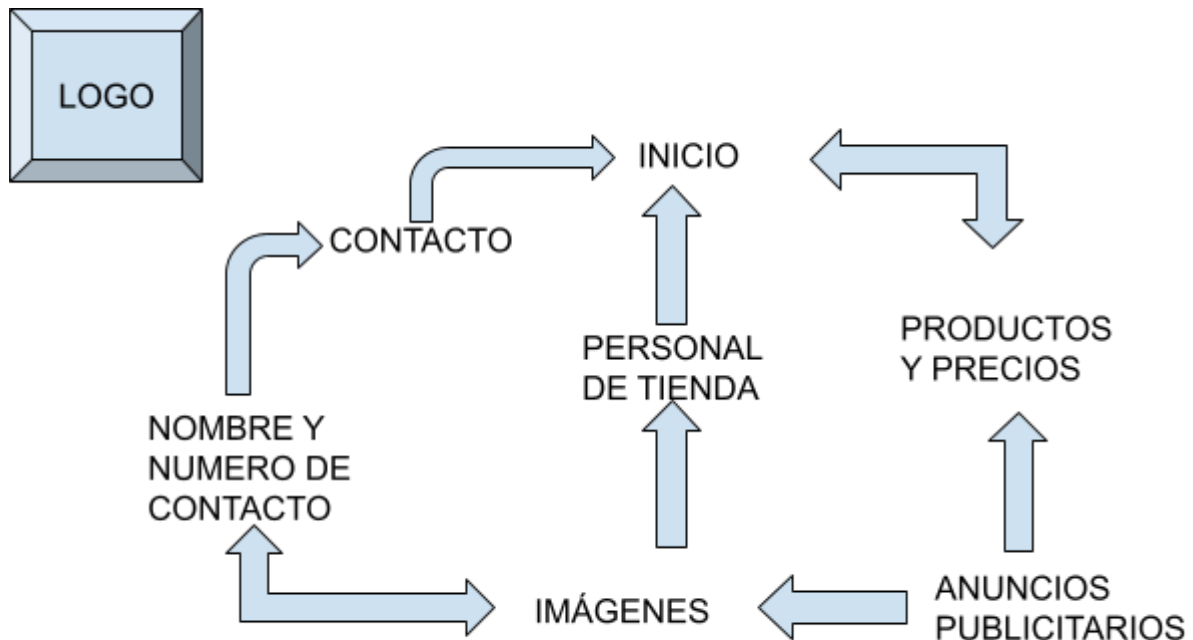 LOGO
INICIO
CONTACTO
PERSONAL
DE TIENDA
PRODUCTOS
Y PRECIOS
NOMBRE Y
NUMERO DE
CONTACTO
IMÁGENES
ANUNCIOS
PUBLICITARIOS